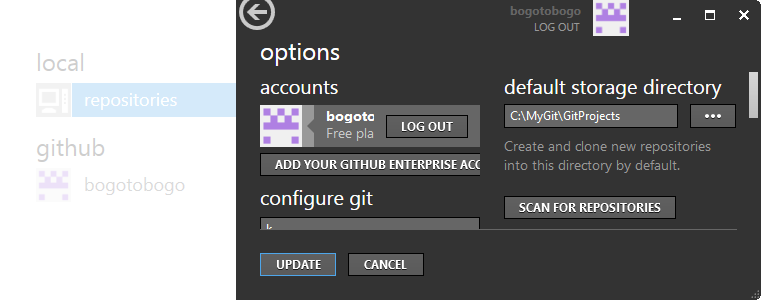 bogotobogo
LOG OUT
local
repositories
github
bogotobogo
options
accounts
bogoto
Free pla
LOG OUT
ADD YOUR GITHUB ENTERPRISE ACC
configure git
k
default storage directory
C:\MyGit\GitProjects
...
Create and clone new repositories
into this directory by default.
SCAN FOR REPOSITORIES
UPDATE
CANCEL